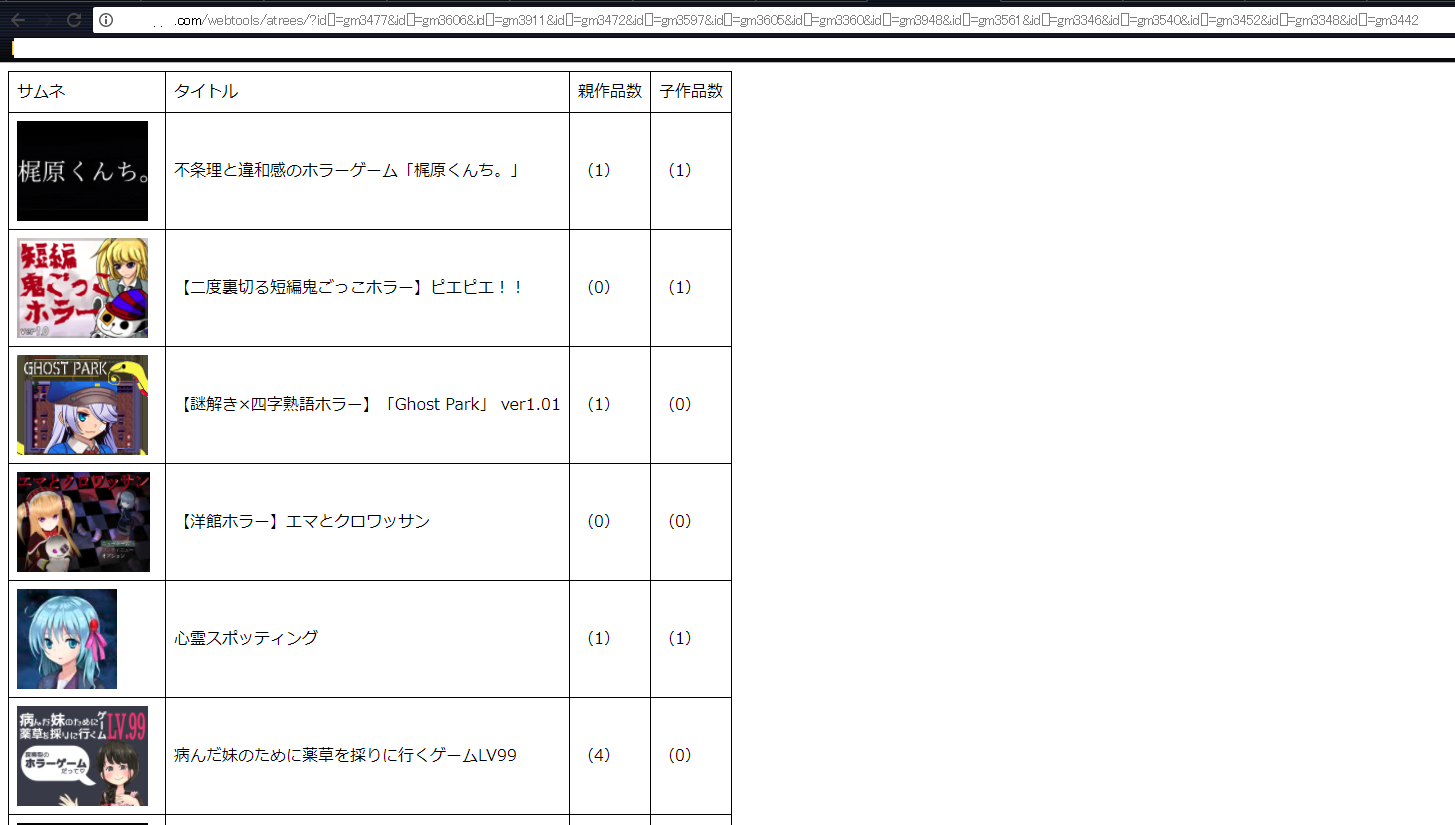 .com/webtools/atrees/?id[]=gm3477&id[]=gm3606&id[]=gm3911&id[]=gm3472&id[]=gm3597&id[]=gm3605&id[]=gm3360&id[]=gm3948&id[]=gm3561&id[]=gm3346&id[]=gm3540&id[]=gm3452&id[]=gm3348&id[]=gm3442
サムネ タイトル 親作品数 子作品数
梶原くんち。 不条理と違和感のホラーゲーム「梶原くんち。」 (1) (1)
短編
鬼ごっこ
ホラー
ver1.0
【二度裏切る短編鬼ごっこホラー】ピエピエ！！ (0) (1)
GHOST PARK
【謎解き×四字熟語ホラー】「Ghost Park」 ver1.01 (1) (0)
エマとクロワッサン
【洋館ホラー】エマとクロワッサン (0) (0)
心霊スポッティング (1) (1)
病んだ妹のために
薬草を採りに行くゲーム LV.99
ホラーゲーム
だって♡
病んだ妹のために薬草を採りに行くゲームLV99 (4) (0)